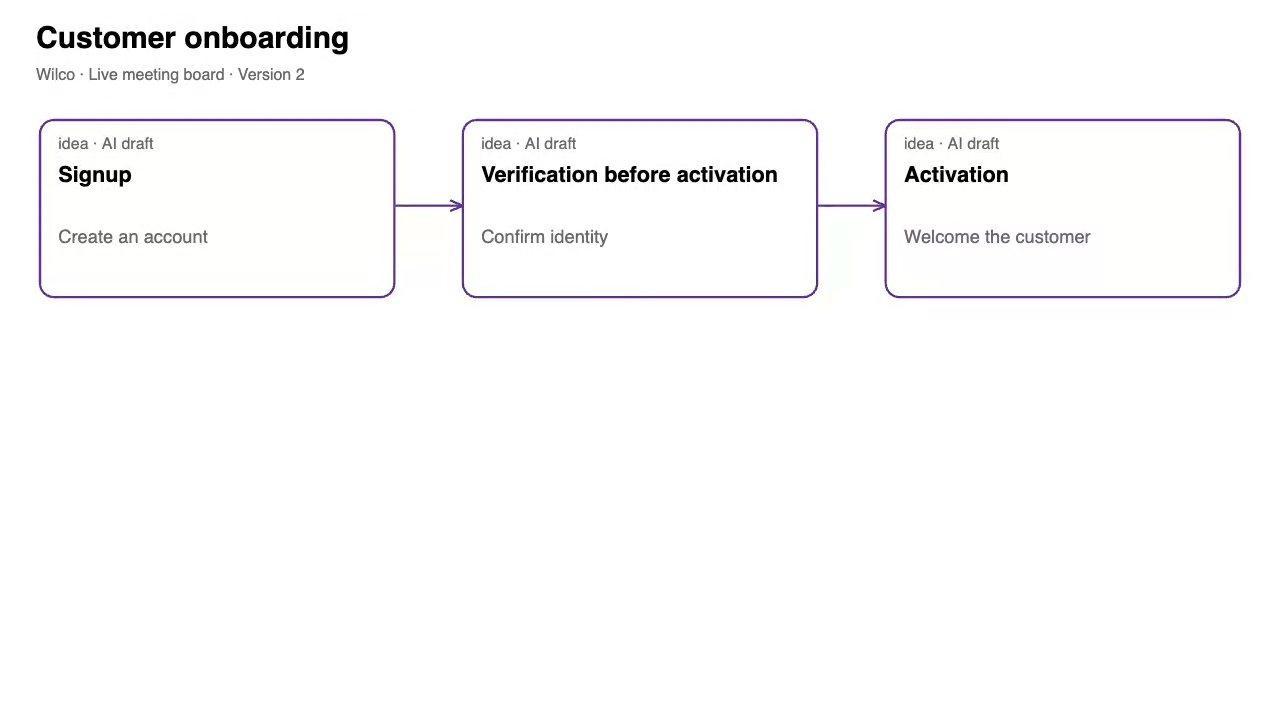 Customer onboarding
Wilco · Live meeting board · Version 2
idea · AI draft
Signup
Create an account
idea · AI draft
Verification before activation
Confirm identity
idea · AI draft
Activation
Welcome the customer